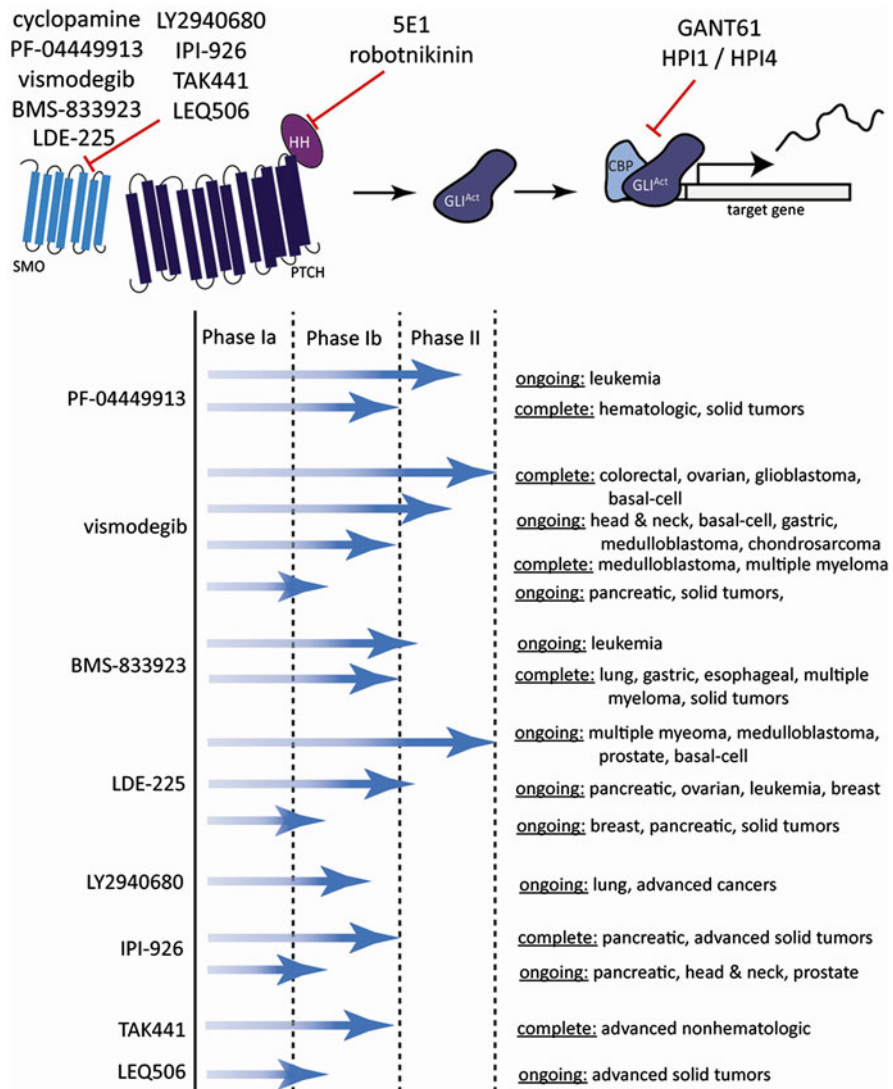 cyclopamine LY2940680
PF-04449913 IPI-926
vismodegib TAK441
BMS-833923 LEQ506
LDE-225
5E1
robotnikinin
GANT61
HPI1 / HPI4
HH
SMO
PTCH
GLIAct
CBP
GLIAct
target gene
Phase Ia Phase Ib Phase II
PF-04449913
ongoing: leukemia
complete: hematologic, solid tumors
vismodegib
complete: colorectal, ovarian, glioblastoma,
basal-cell
ongoing: head & neck, basal-cell, gastric,
medulloblastoma, chondrosarcoma
complete: medulloblastoma, multiple myeloma
ongoing: pancreatic, solid tumors,
BMS-833923
ongoing: leukemia
complete: lung, gastric, esophageal, multiple
myeloma, solid tumors
LDE-225
ongoing: multiple myeoma, medulloblastoma,
prostate, basal-cell
ongoing: pancreatic, ovarian, leukemia, breast
ongoing: breast, pancreatic, solid tumors
LY2940680
ongoing: lung, advanced cancers
IPI-926
complete: pancreatic, advanced solid tumors
ongoing: pancreatic, head & neck, prostate
TAK441
complete: advanced nonhematologic
LEQ506
ongoing: advanced solid tumors